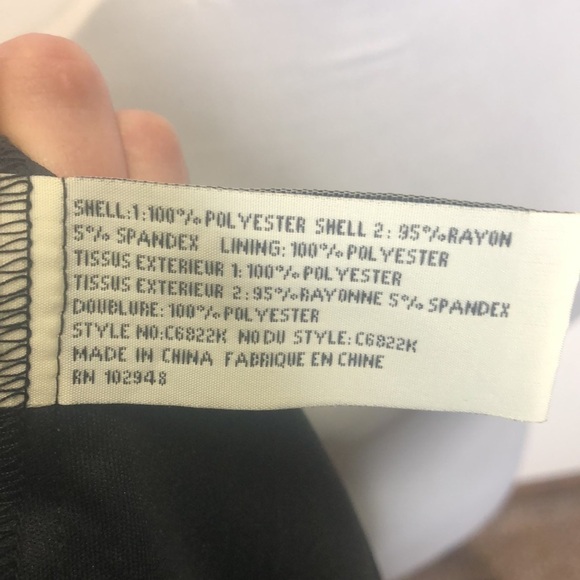 SHELL:1:100% POLYESTER SHELL 2: 95% RAYON
5% SPANDEX LINING: 100% POLYESTER
TISSUS EXTERIEUR 1:100% POLYESTER
TISSUS EXTERIEUR 2:95% RAYONNE 5% SPANDEX
DOUBLURE: 100% POLYESTER
STYLE NO:C6822K NO DU STYLE:C6822K
MADE IN CHINA FABRIQUE EN CHINE
RN 102948